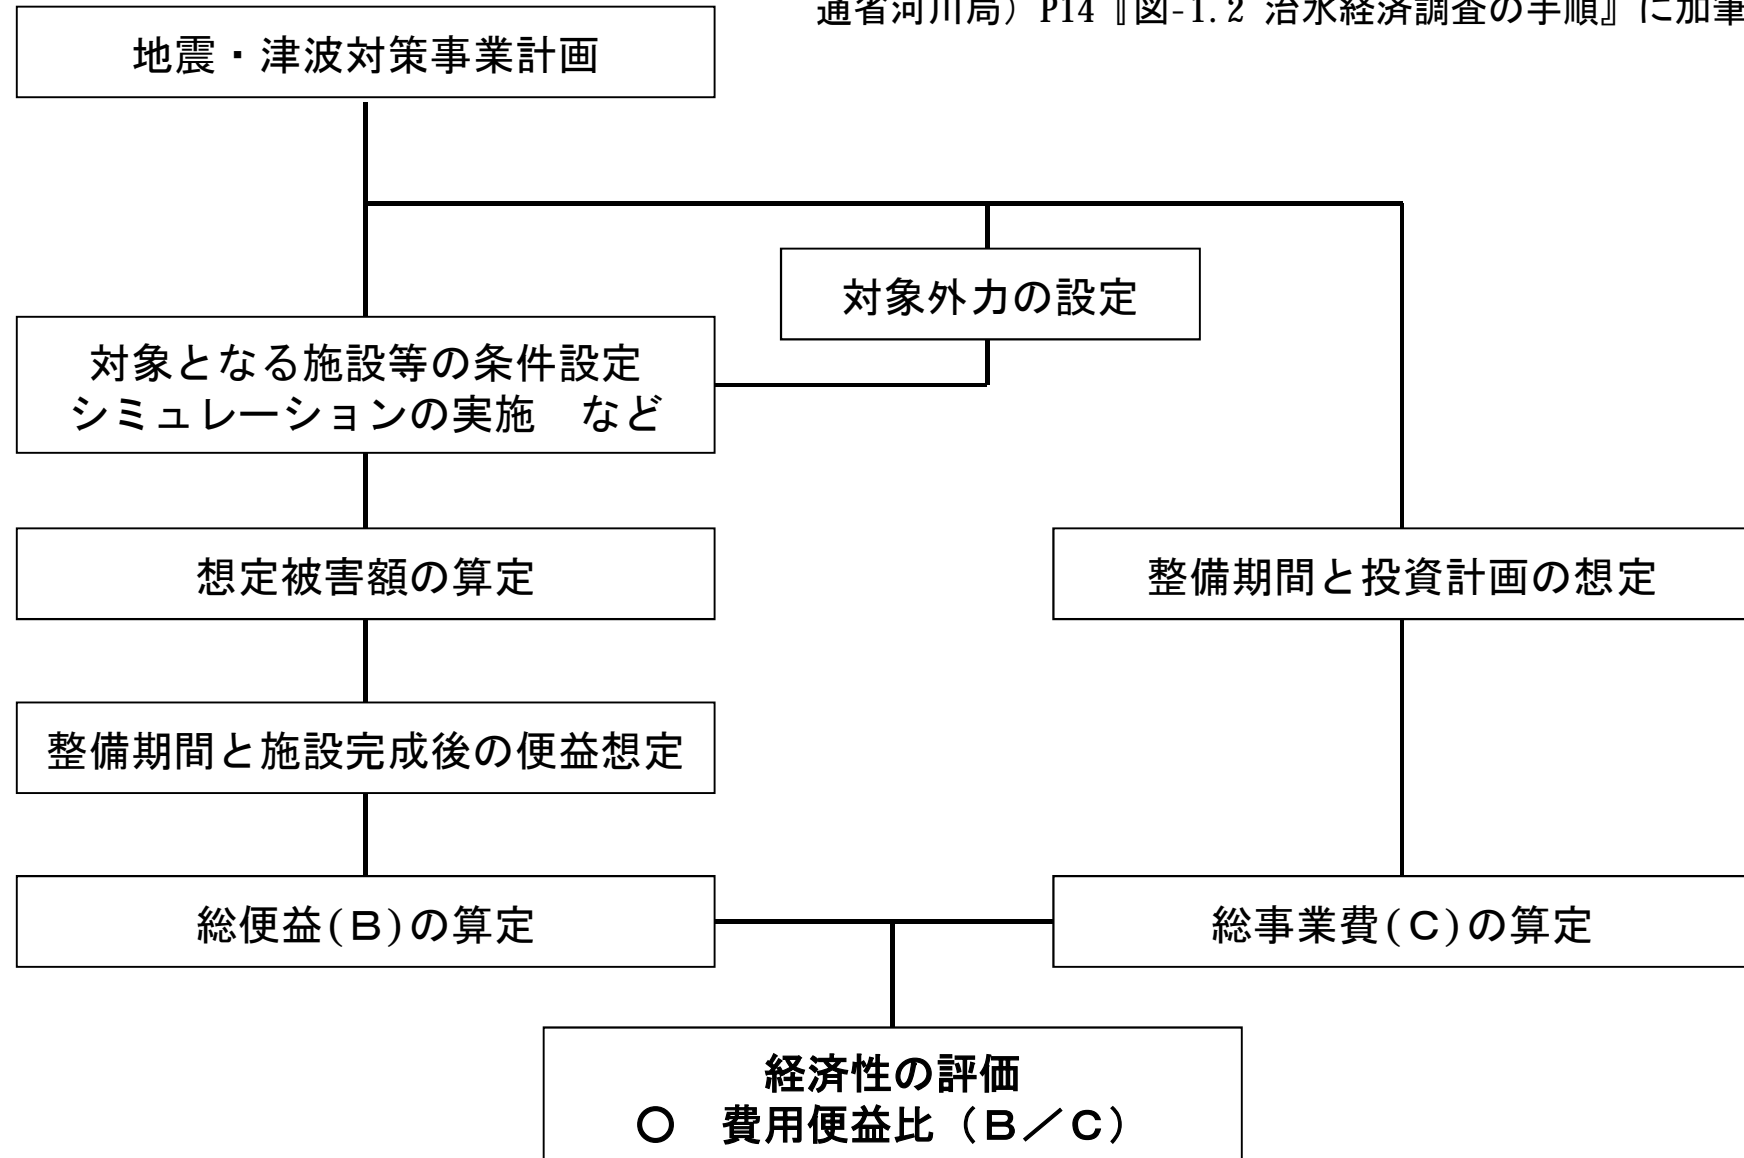 通省河川局）P14『図-1.2 治水経済調査の手順』に加筆
地震・津波対策事業計画
対象外力の設定
対象となる施設等の条件設定
シミュレーションの実施　など
想定被害額の算定
整備期間と投資計画の想定
整備期間と施設完成後の便益想定
総便益(Ｂ)の算定
総事業費(Ｃ)の算定
経済性の評価
○　費用便益比（Ｂ／Ｃ）